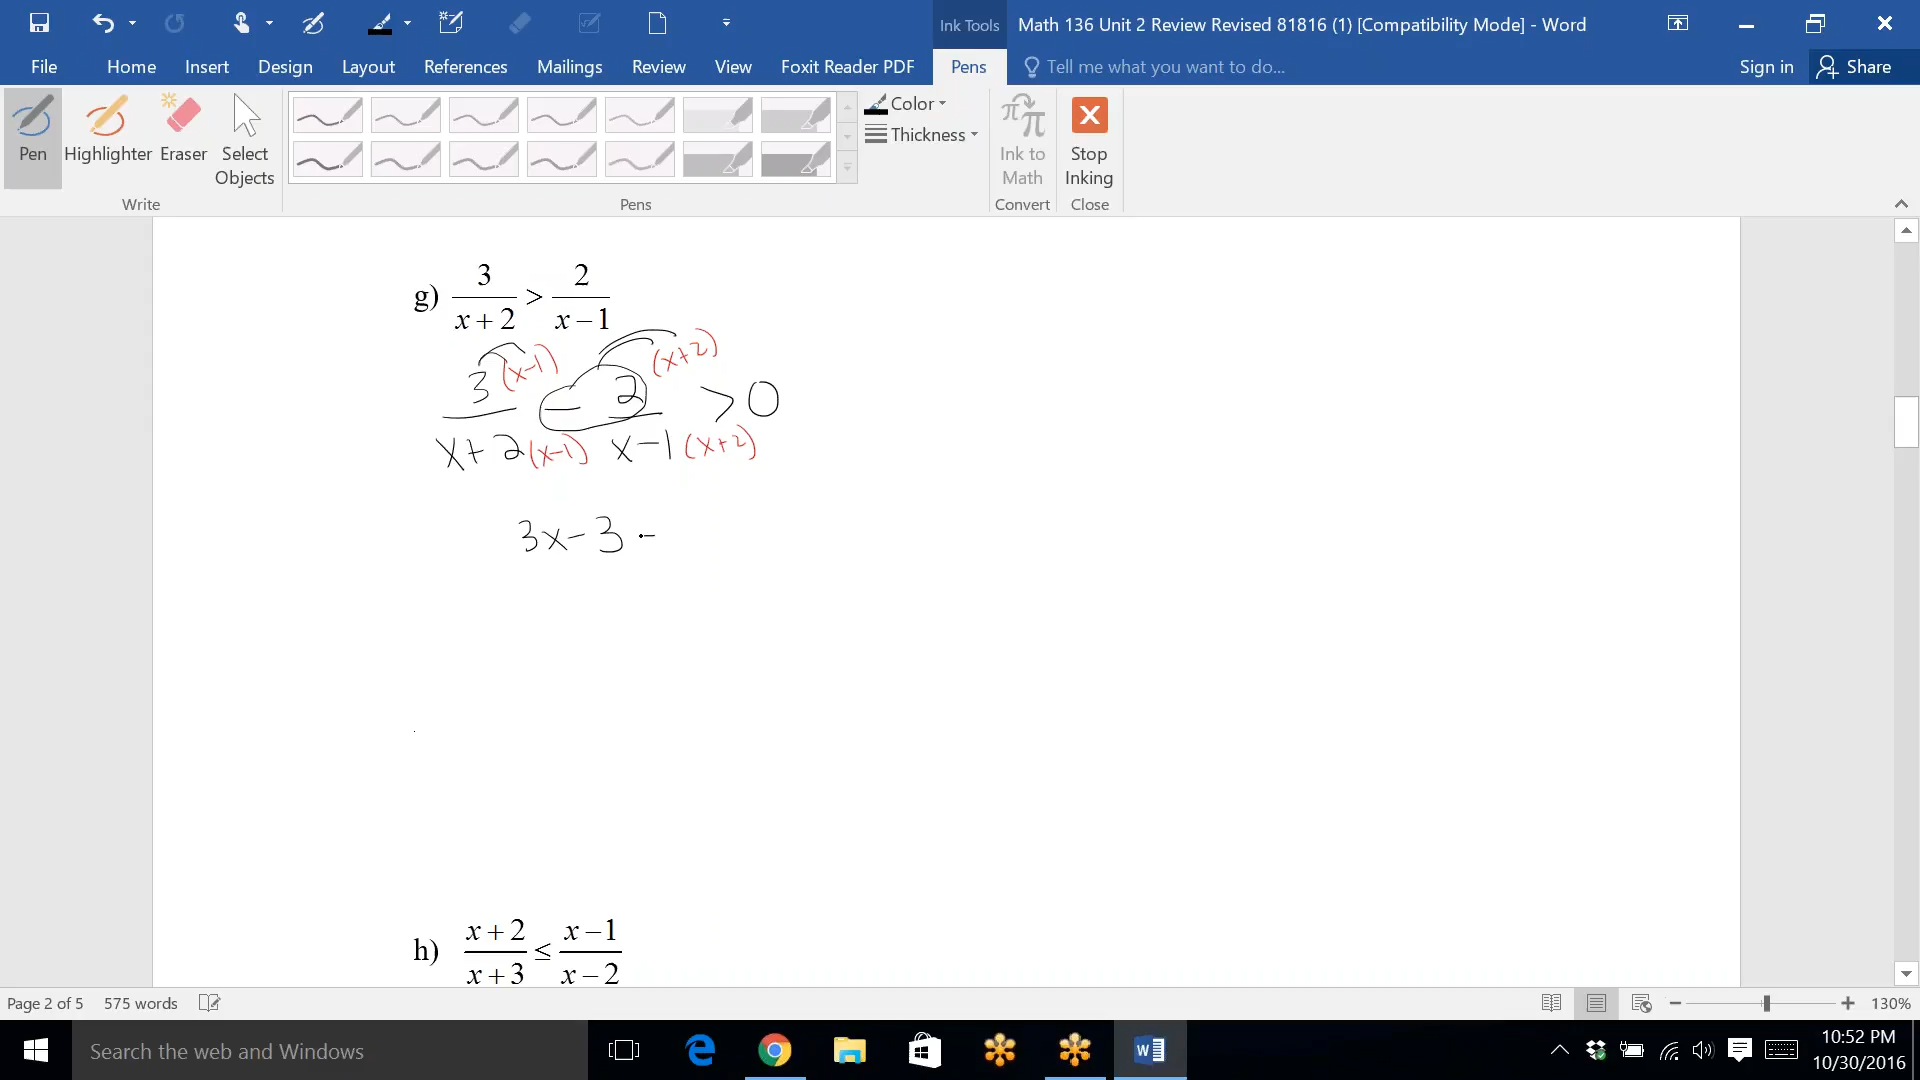 Ink Tools Math 136 Unit 2 Review Revised 81816 (1) [Compatibility Mode] - Word
File Home Insert Design Layout References Mailings Review View Foxit Reader PDF Pens Tell me what you want to do... Sign in Share
Pen Highlighter Eraser Select Objects Color Thickness Ink to Math Stop Inking
Write Pens Convert Close
g) 3/(x + 2) > 2/(x − 1)
3(x-1)/(x+2(x-1)) - 2(x+2)/(x-1(x+2)) > 0
3x - 3 -
h) (x + 2)/(x + 3) ≤ (x − 1)/(x − 2)
Page 2 of 5 575 words 130%
Search the web and Windows 10:52 PM
10/30/2016